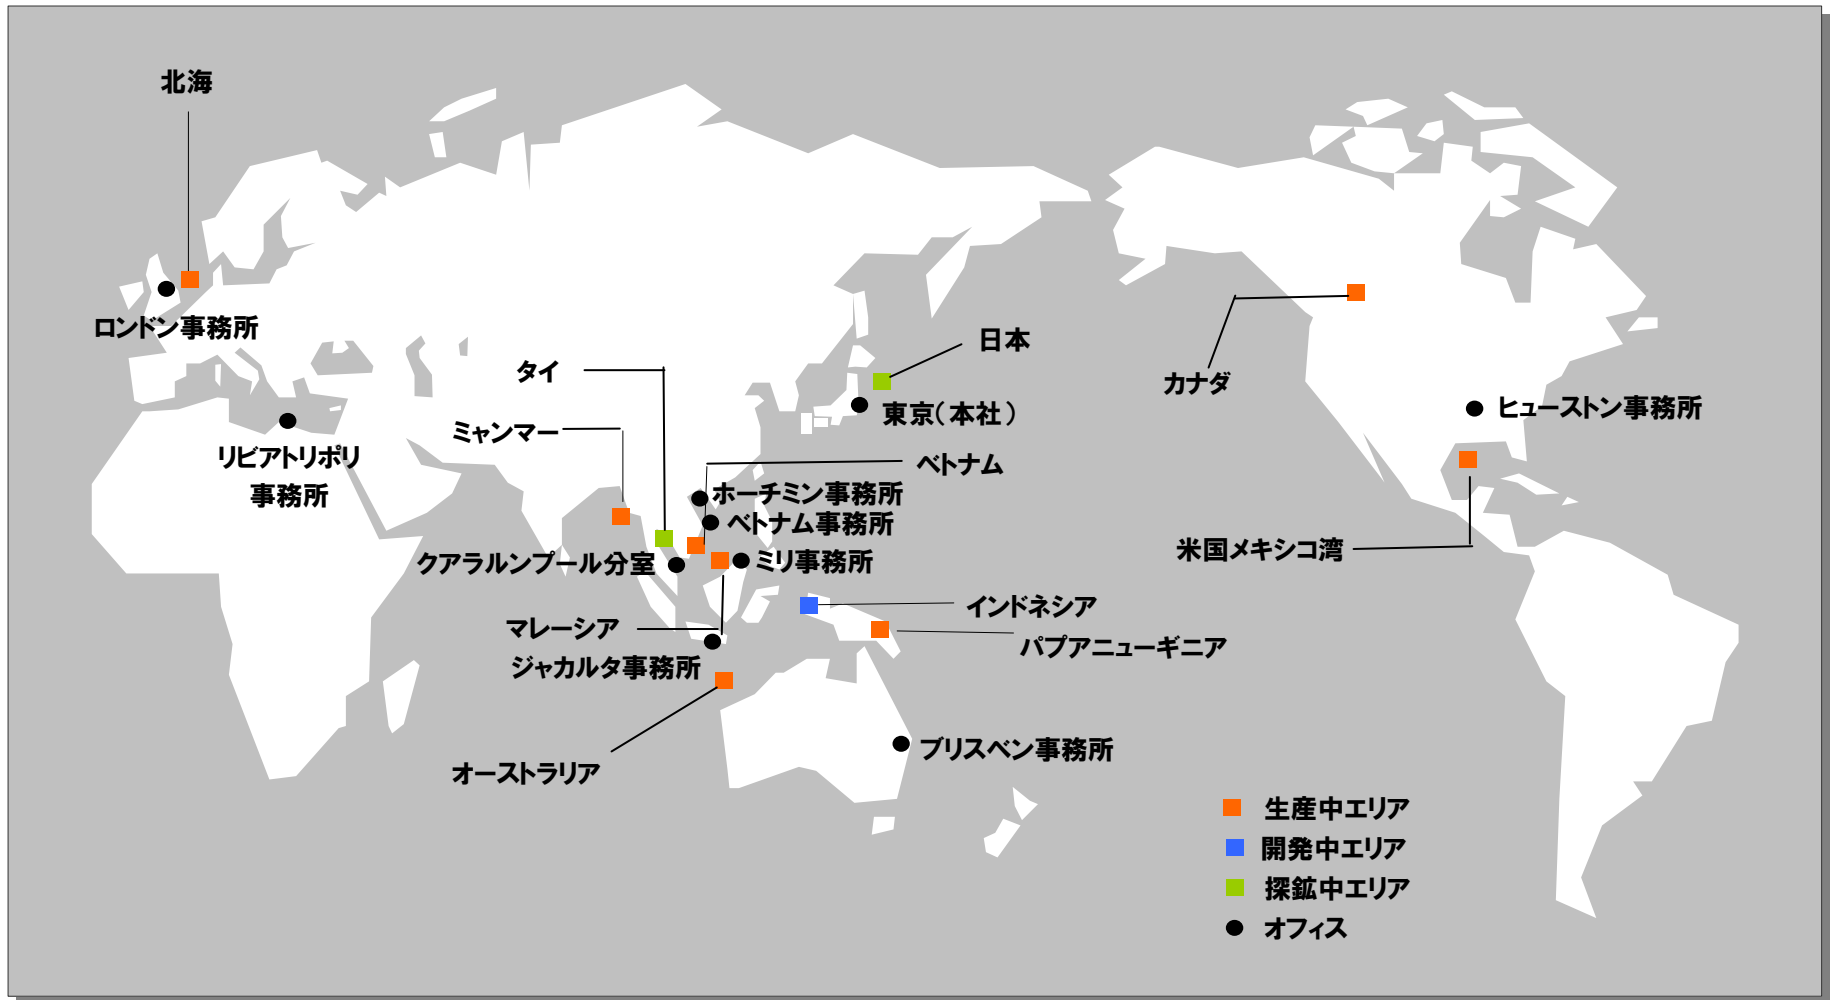 北海
ロンドン事務所
リビアトリポリ
事務所
タイ
ミャンマー
日本
東京(本社)
ベトナム
ホーチミン事務所
ベトナム事務所
クアラルンプール分室
ミリ事務所
インドネシア
マレーシア
パプアニューギニア
ジャカルタ事務所
オーストラリア
ブリスベン事務所
カナダ
ヒューストン事務所
米国メキシコ湾
生産中エリア
開発中エリア
探鉱中エリア
オフィス